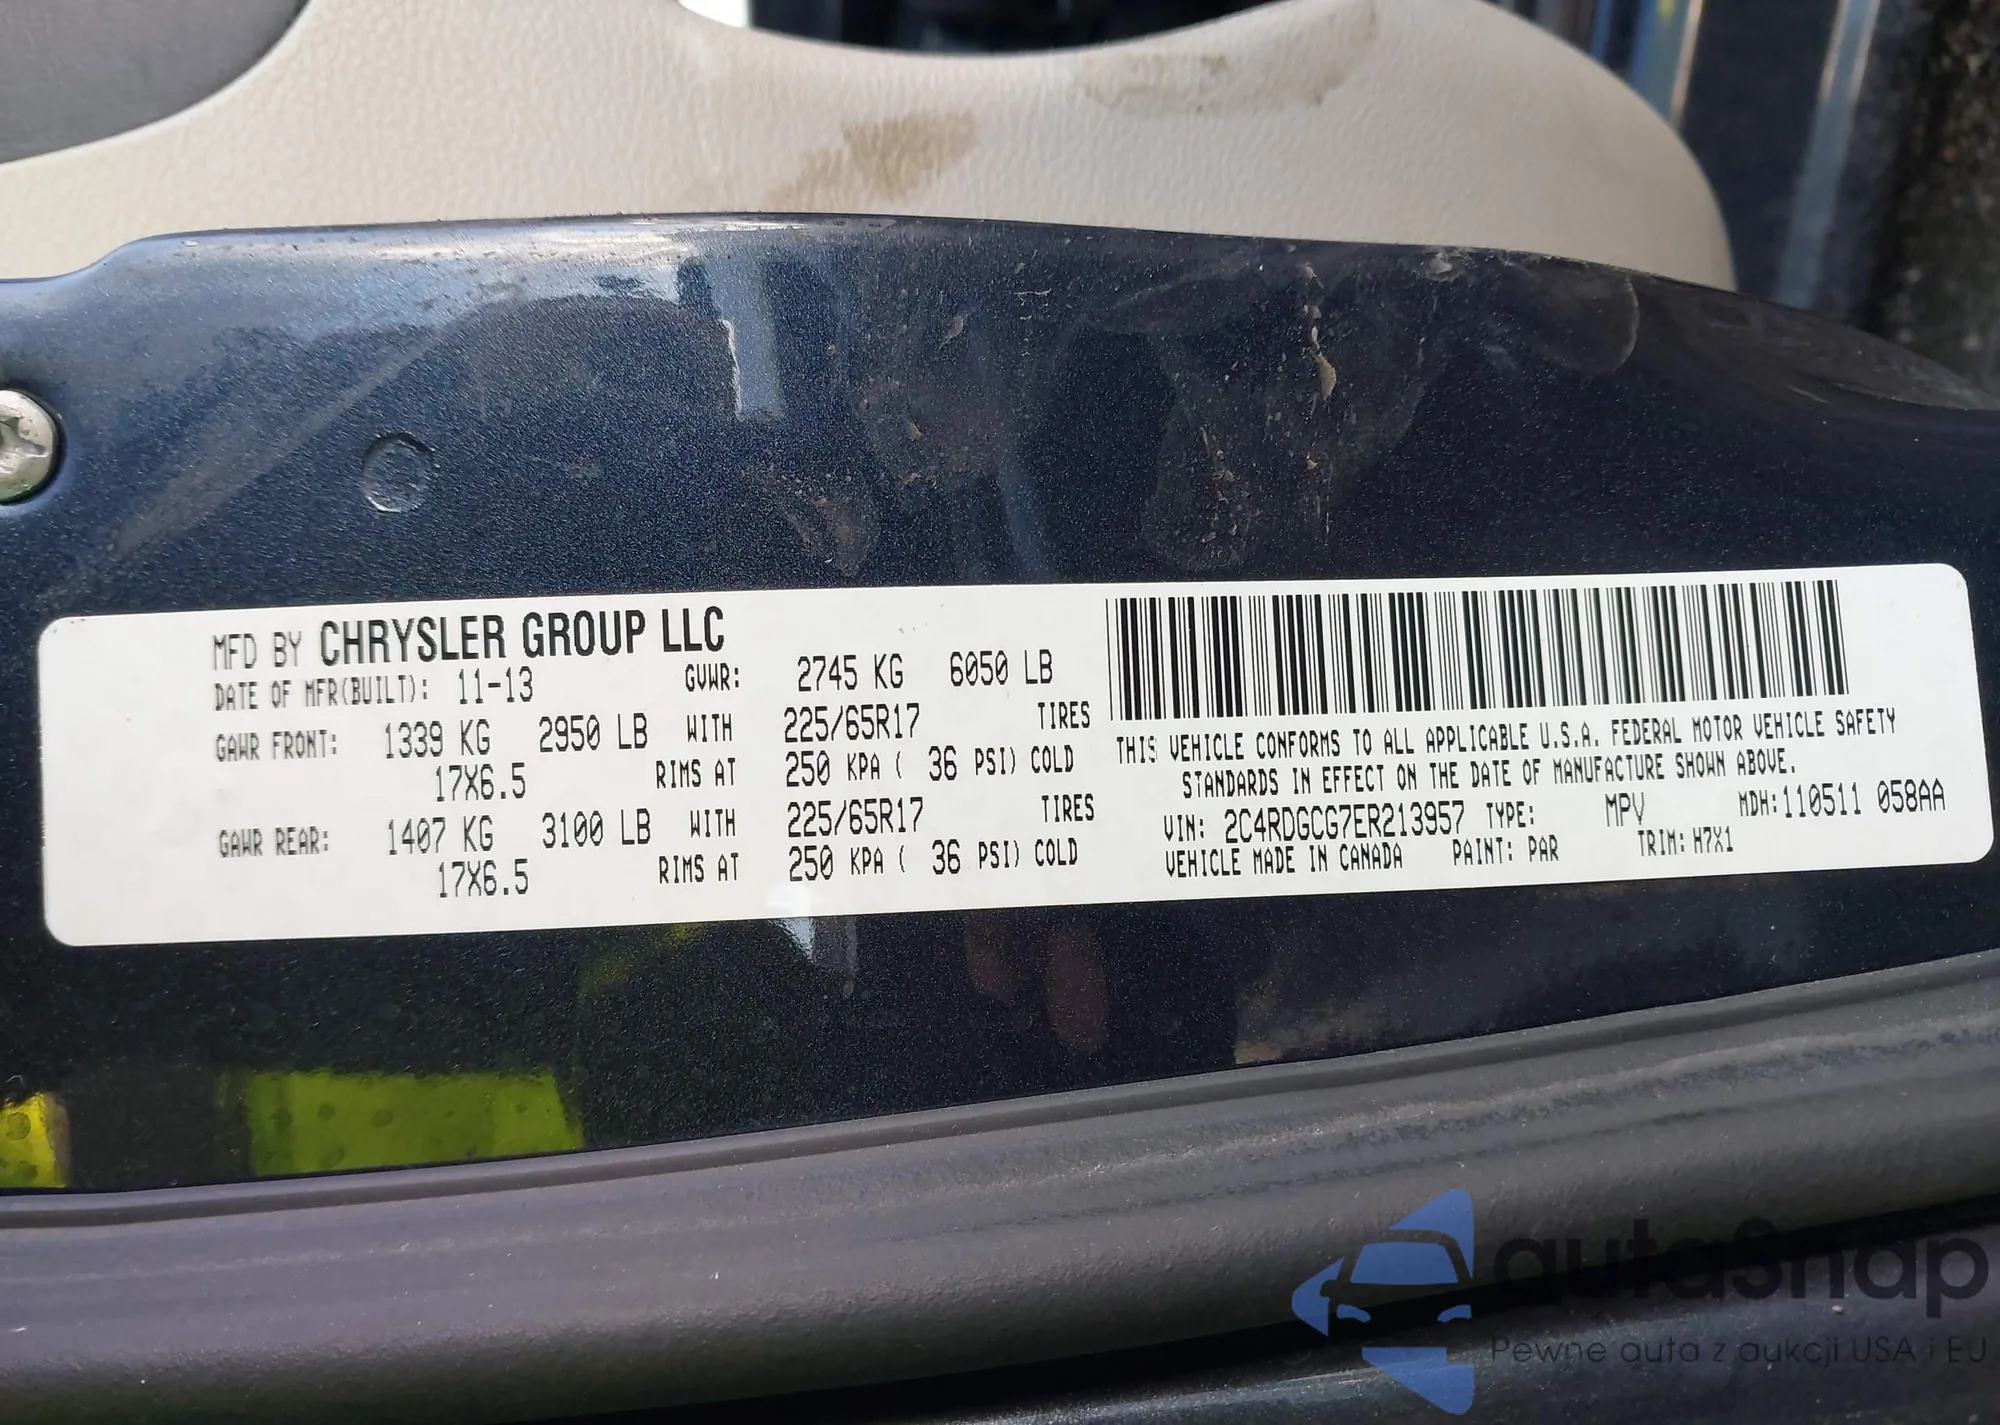 MFD BY CHRYSLER GROUP LLC
DATE OF MFR(BUILT): 11-13 GVWR: 2745 KG 6050 LB
GAWR FRONT: 1339 KG 2950 LB WITH 225/65R17 TIRES
17X6.5 RIMS AT 250 KPA ( 36 PSI) COLD
GAWR REAR: 1407 KG 3100 LB WITH 225/65R17 TIRES
17X6.5 RIMS AT 250 KPA ( 36 PSI) COLD
THIS VEHICLE CONFORMS TO ALL APPLICABLE U.S.A. FEDERAL MOTOR VEHICLE SAFETY
STANDARDS IN EFFECT ON THE DATE OF MANUFACTURE SHOWN ABOVE.
VIN: 2C4RDGCG7ER213957 TYPE: MPV MDH:110511 058AA
VEHICLE MADE IN CANADA PAINT: PAR TRIM: H7X1
autaSnap
Pewne auta z aukcji USA i EU